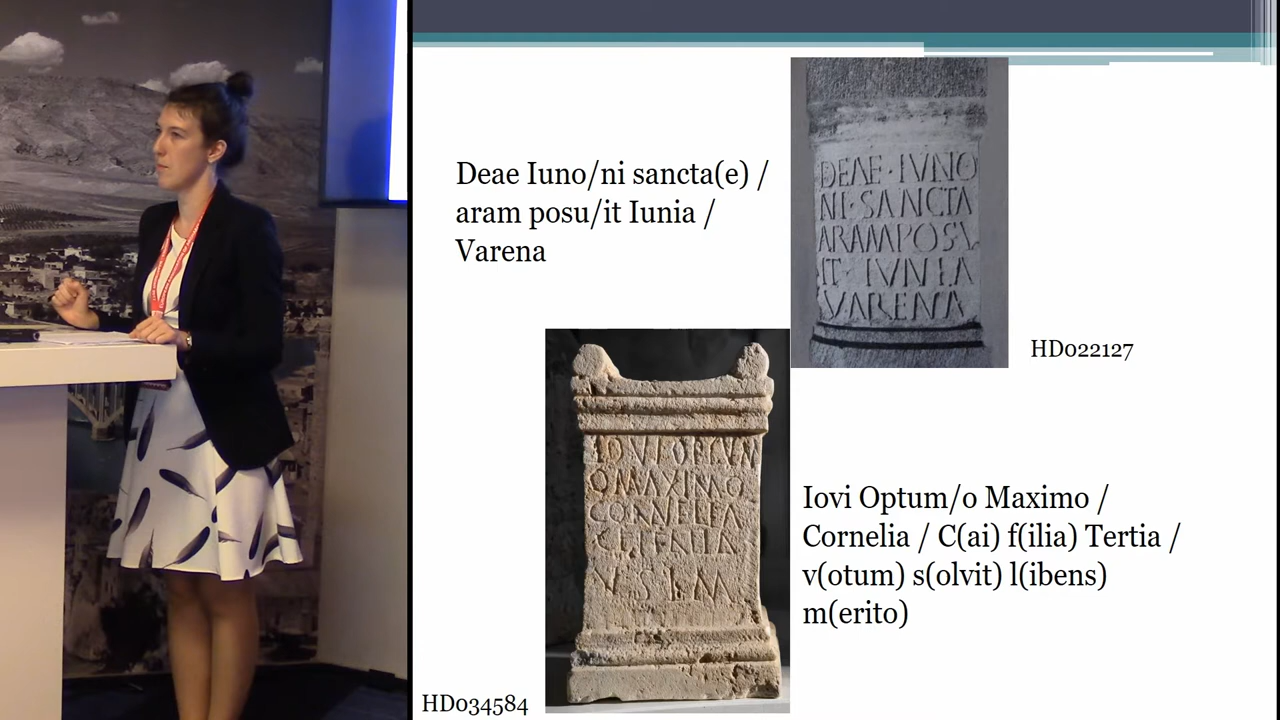 Deae Iuno/ni sancta(e) /
aram posu/it Iunia /
Varena
DEAE · IVNO
NI · SANCTA
ARAM POSV
IT · IVNIA
VARENA
HD022127
IOVI OPTVM
O MAXIMO
CORNELIA
V S L M
Iovi Optum/o Maximo /
Cornelia / C(ai) f(ilia) Tertia /
v(otum) s(olvit) l(ibens)
m(erito)
HD034584